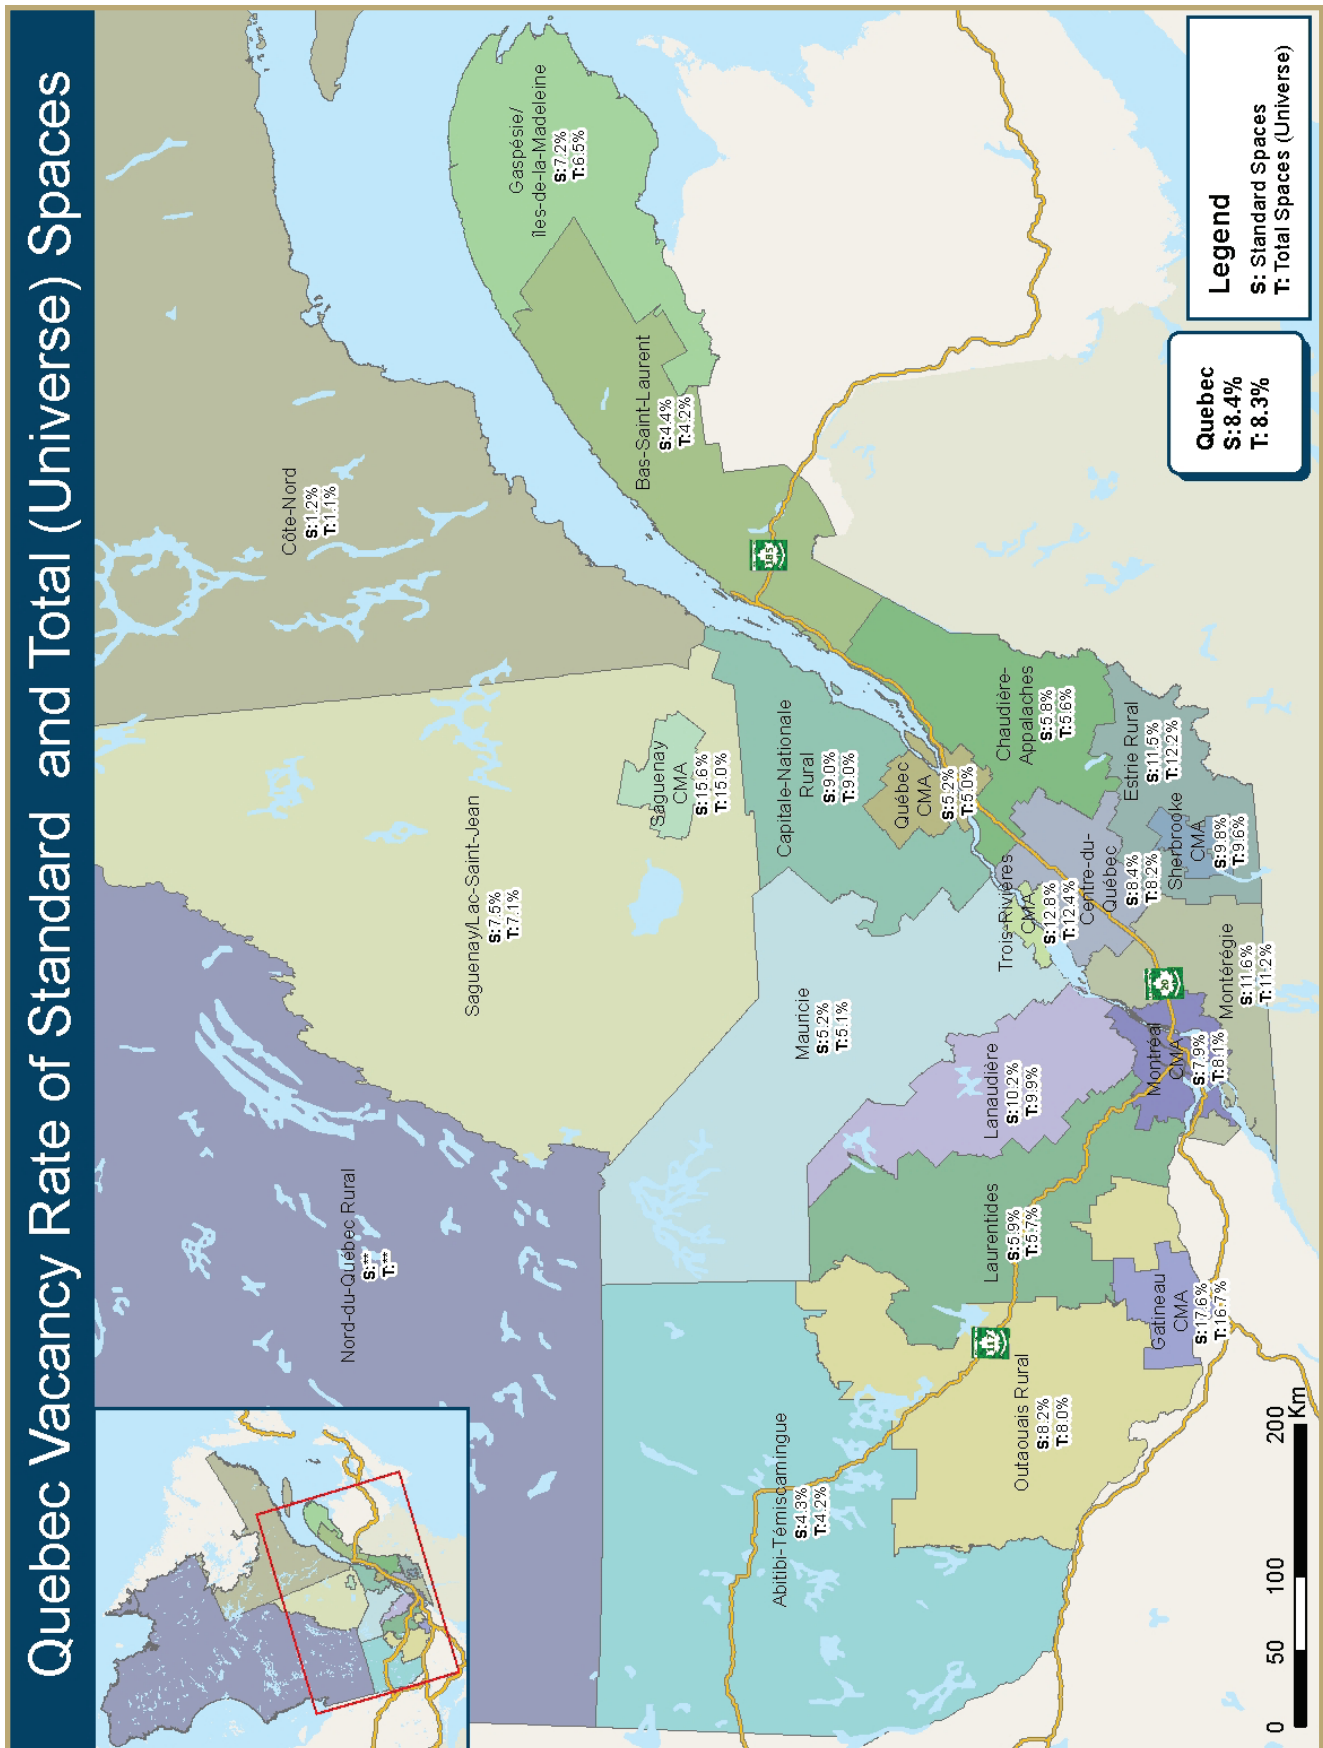 Quebec Vacancy Rate of Standard and Total (Universe) Spaces
Nord-du-Québec Rural
S:**
T:**
Côte-Nord
S:1.2%
T:1.1%
Saguenay/Lac-Saint-Jean
S:7.5%
T:7.1%
Gaspésie/
Îles-de-la-Madeleine
S:7.2%
T:6.5%
Bas-Saint-Laurent
S:4.4%
T:4.2%
Saguenay
CMA
S:15.6%
T:15.0%
Abitibi-Témiscamingue
S:4.3%
T:4.2%
Mauricie
S:5.2%
T:5.1%
Capitale-Nationale
Rural
S:9.0%
T:9.0%
185
Québec
CMA
S:5.2%
T:5.0%
Laurentides
S:5.9%
T:5.7%
Lanaudière
S:10.2%
T:9.9%
Trois-Rivières
CMA
S:12.8%
T:12.4%
Chaudière-
Appalaches
S:5.8%
T:5.6%
117
Outaouais Rural
S:8.2%
T:8.0%
Centre-du-
Québec
S:8.4%
T:8.2%
Estrie Rural
S:11.5%
T:12.2%
Gatineau
CMA
S:17.6%
T:16.7%
Montréal
CMA
S:7.9%
T:8.1%
20
Montérégie
S:11.6%
T:11.2%
Sherbrooke
CMA
S:9.8%
T:9.6%
Quebec
S:8.4%
T:8.3%
Legend
S: Standard Spaces
T: Total Spaces (Universe)
0 50 100 200
Km